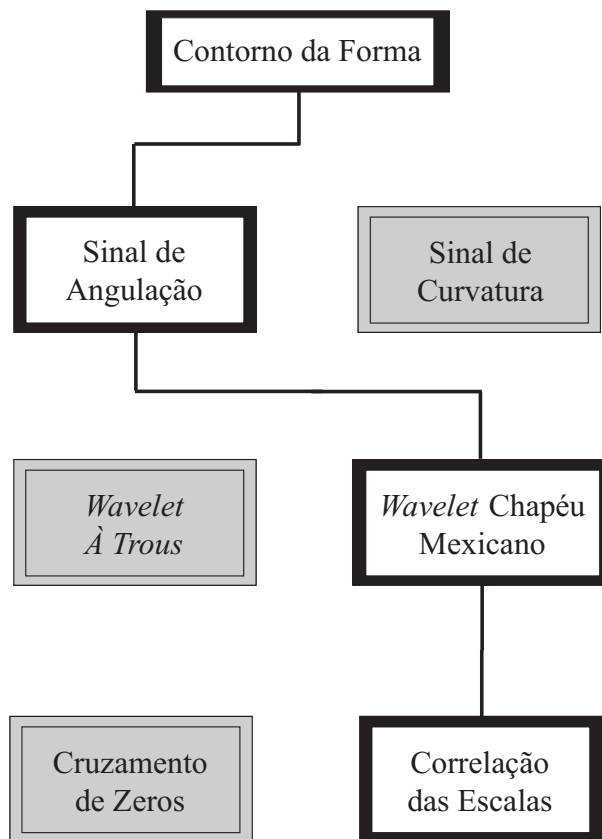 Contorno da Forma
Sinal de
Angulação
Sinal de
Curvatura
Wavelet
À Trous
Wavelet Chapéu
Mexicano
Cruzamento
de Zeros
Correlação
das Escalas